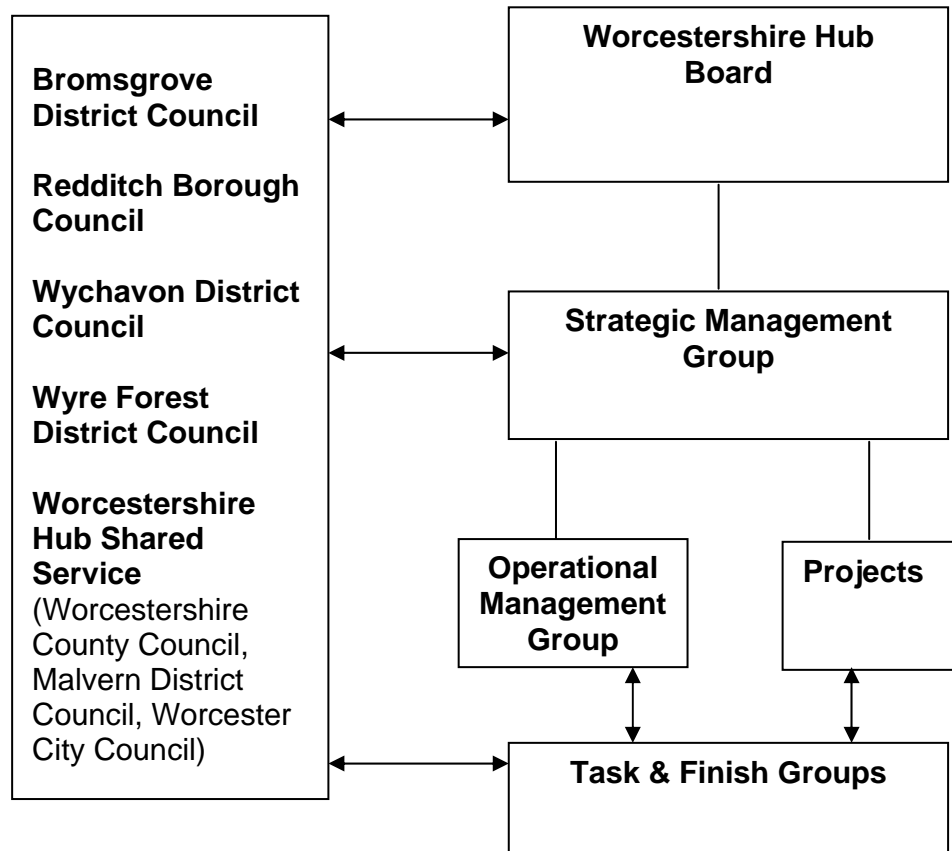 Bromsgrove
District Council
Redditch Borough
Council
Wychavon District
Council
Wyre Forest
District Council
Worcestershire
Hub Shared
Service
(Worcestershire
County Council,
Malvern District
Council, Worcester
City Council)
Worcestershire Hub
Board
Strategic Management
Group
Operational
Management
Group
Projects
Task & Finish Groups